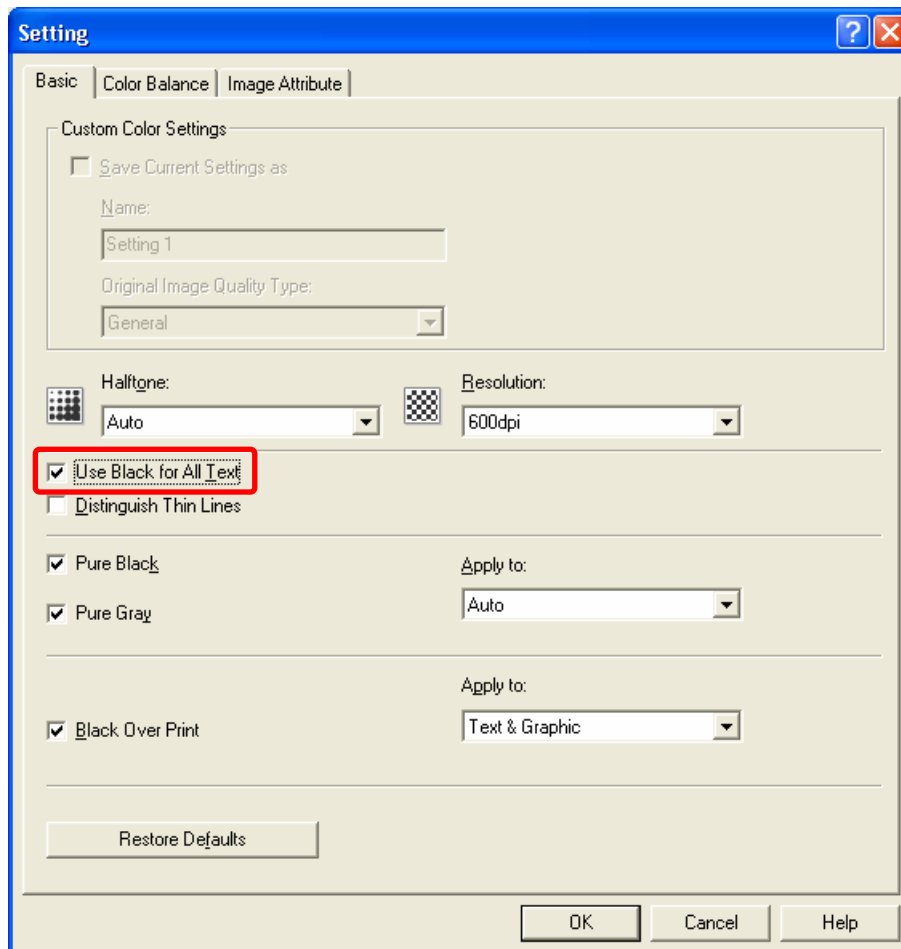 Setting
Basic Color Balance Image Attribute
Custom Color Settings
Save Current Settings as
Name:
Setting 1
Original Image Quality Type:
General
Halftone: Resolution:
Auto 600dpi
Use Black for All Text
Distinguish Thin Lines
Pure Black Apply to:
Pure Gray Auto
Apply to:
Black Over Print Text & Graphic
Restore Defaults
OK Cancel Help